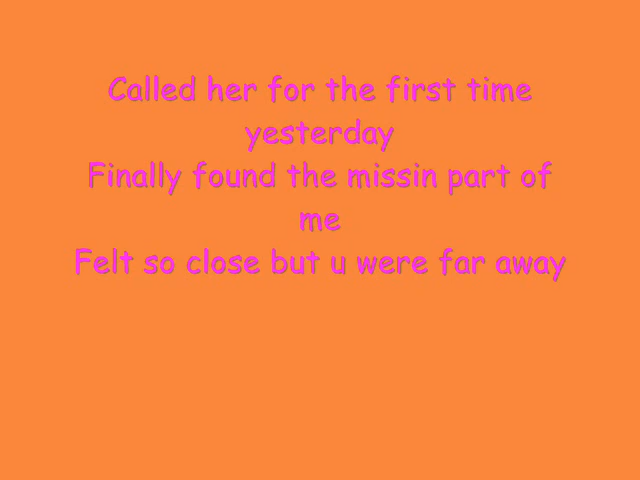 Called her for the first time
yesterday
Finally found the missin part of
me
Felt so close but u were far away